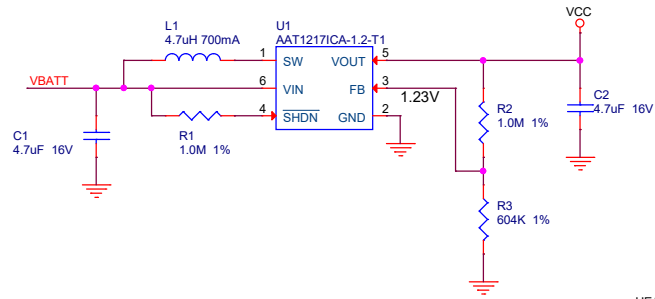 L1
4.7uH 700mA
U1
AAT1217ICA-1.2-T1
VCC
VBATT
1
SW
VOUT
5
6
VIN
FB
3
1.23V
4
SHDN
GND
2
C1
4.7uF 16V
R1
1.0M 1%
R2
1.0M 1%
C2
4.7uF 16V
R3
604K 1%